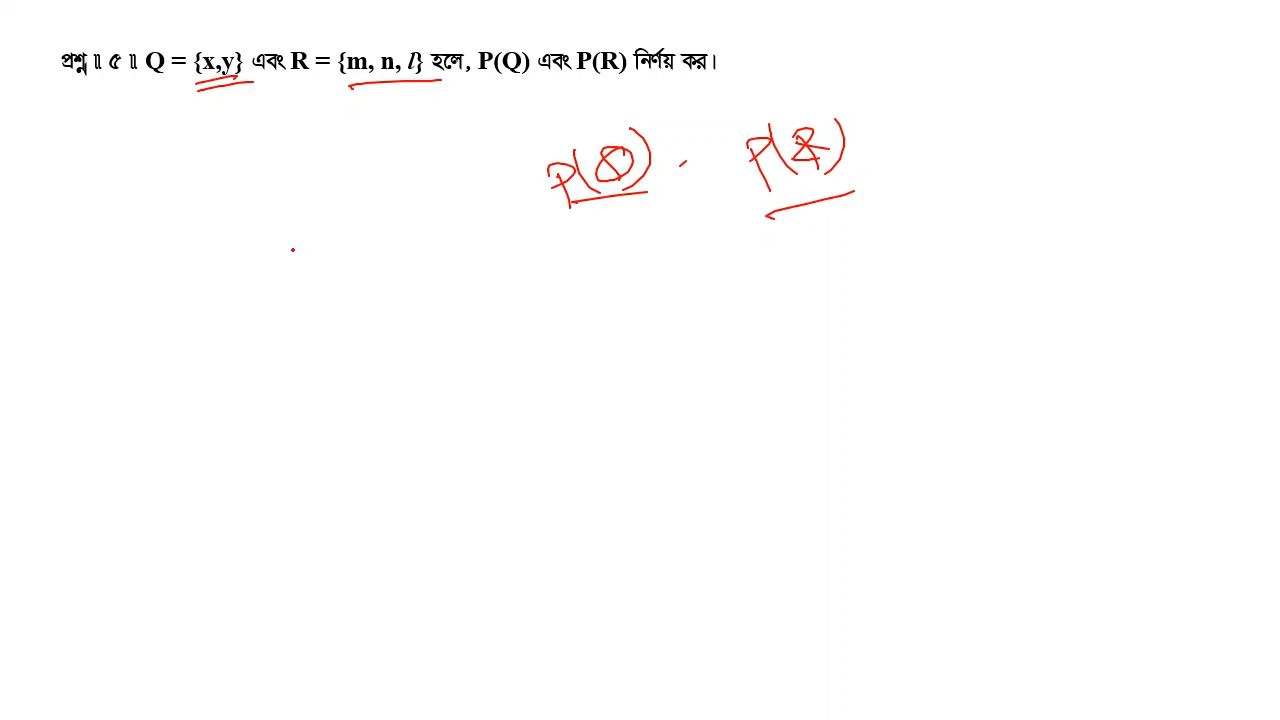 প্রশ্ন ॥ ৫ ॥ Q = {x,y} এবং R = {m, n, l} হলে, P(Q) এবং P(R) নির্ণয় কর।
P(Q) , P(R)